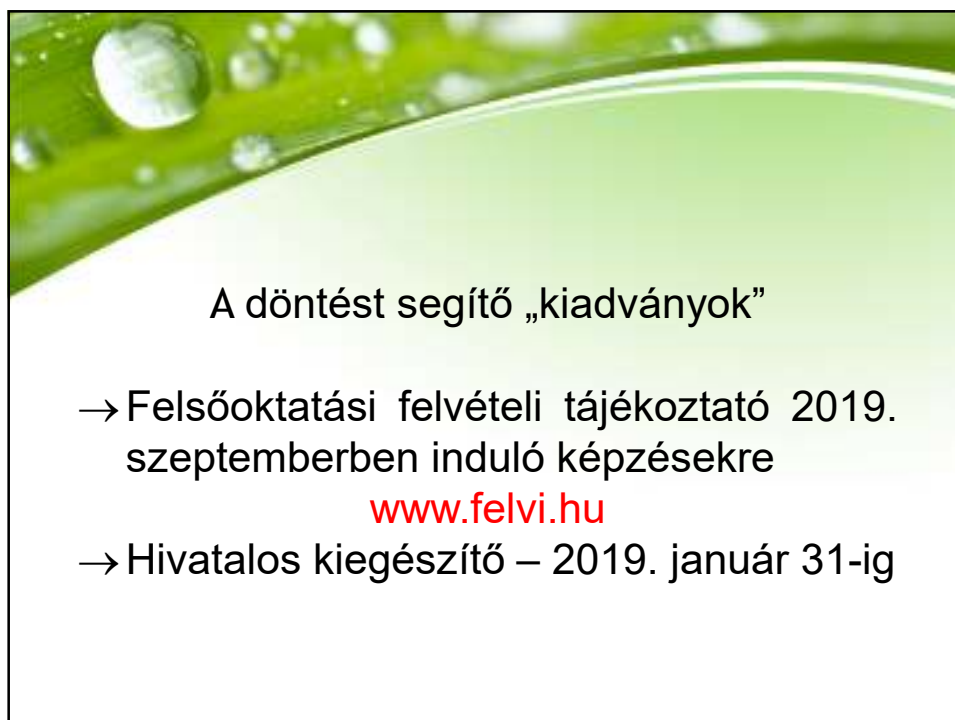 A döntést segítő „kiadványok”
→ Felsőoktatási felvételi tájékoztató 2019.
szeptemberben induló képzésekre
www.felvi.hu
→ Hivatalos kiegészítő – 2019. január 31-ig